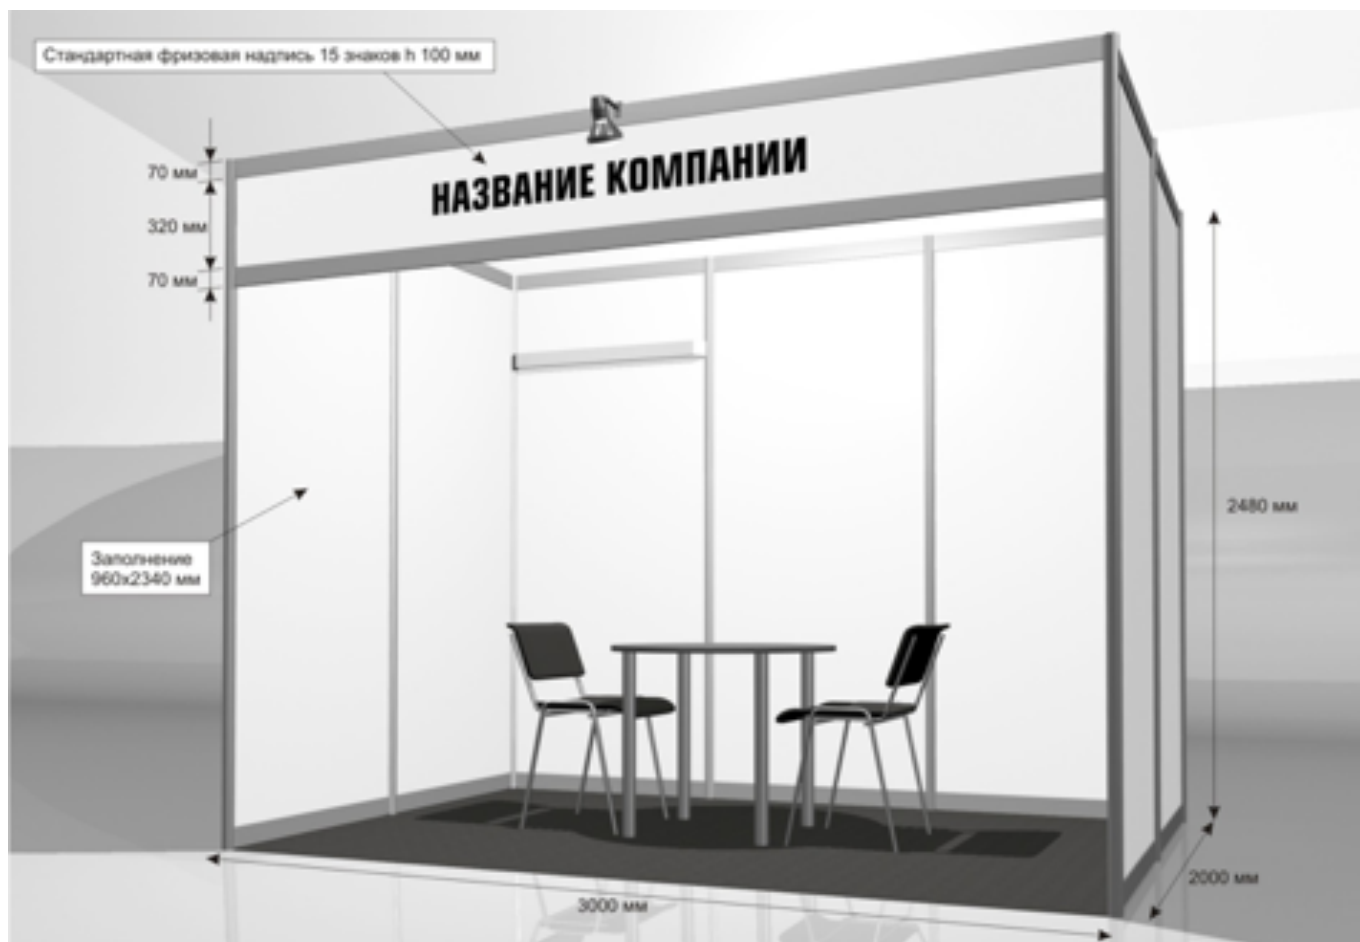 Стандартная фризовая надпись 15 знаков h 100 мм
НАЗВАНИЕ КОМПАНИИ
70 мм
320 мм
70 мм
2480 мм
Заполнение
960х2340 мм
2000 мм
3000 мм